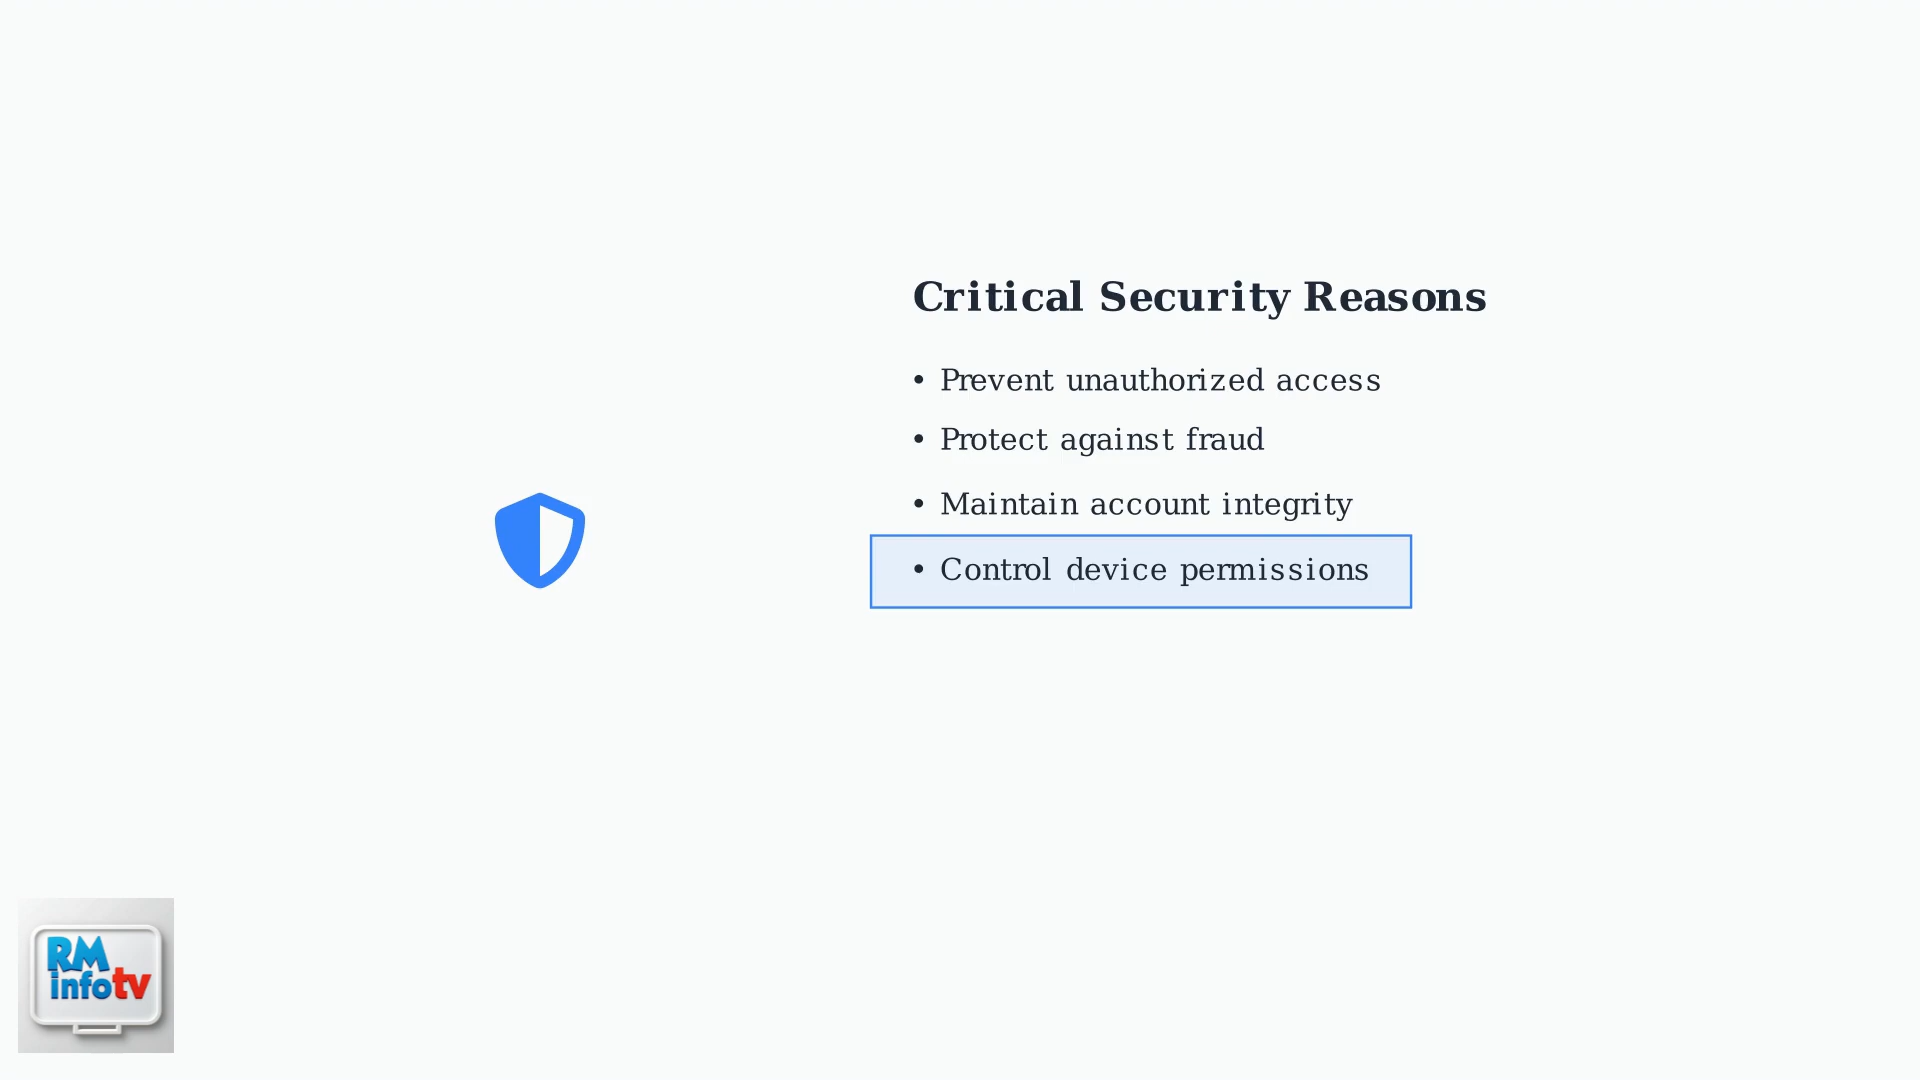 Critical Security Reasons
• Prevent unauthorized access
• Protect against fraud
• Maintain account integrity
• Control device permissions
RM
infotv